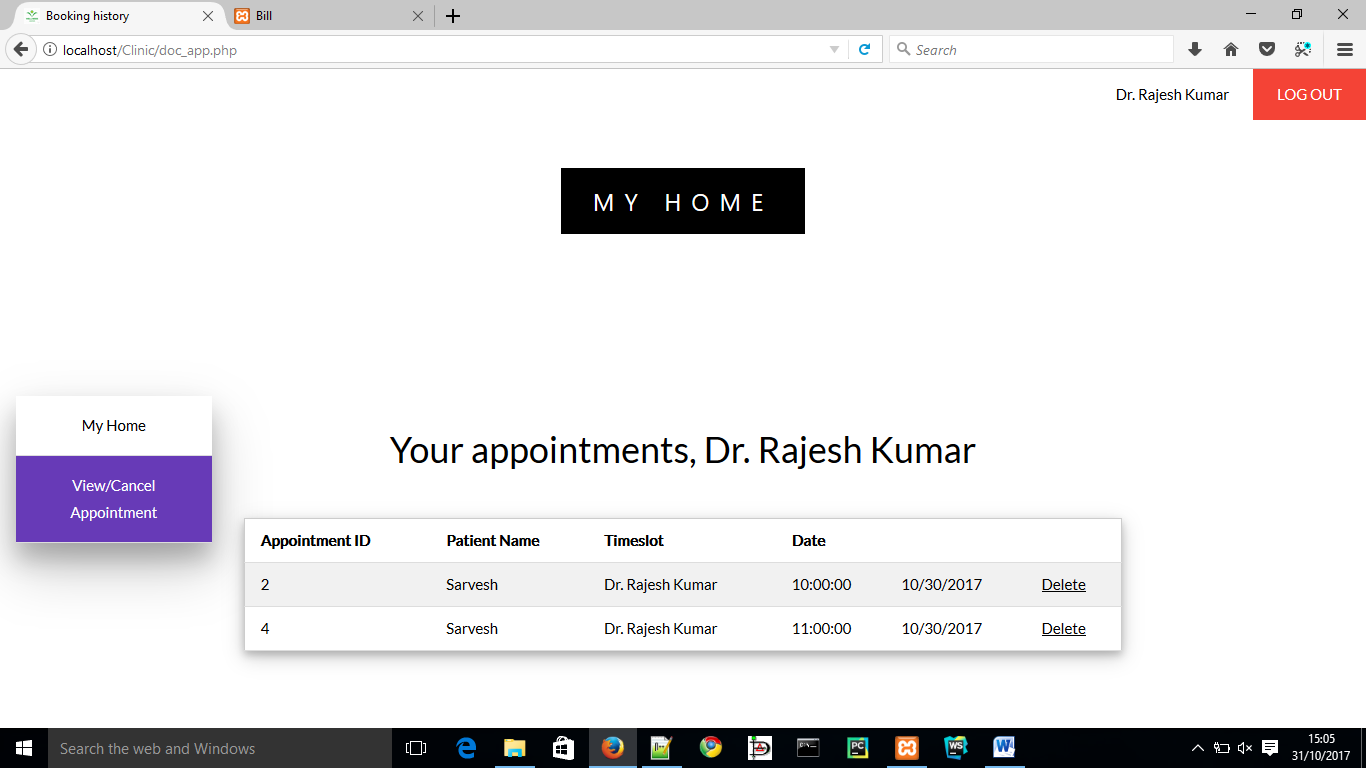 Booking history
Bill
localhost/Clinic/doc_app.php
Search
Dr. Rajesh Kumar
LOG OUT
MY HOME
My Home
View/Cancel
Appointment
Your appointments, Dr. Rajesh Kumar
Appointment ID Patient Name Timeslot Date
2 Sarvesh Dr. Rajesh Kumar 10:00:00 10/30/2017 Delete
4 Sarvesh Dr. Rajesh Kumar 11:00:00 10/30/2017 Delete
Search the web and Windows
PC
WS
W
15:05
31/10/2017